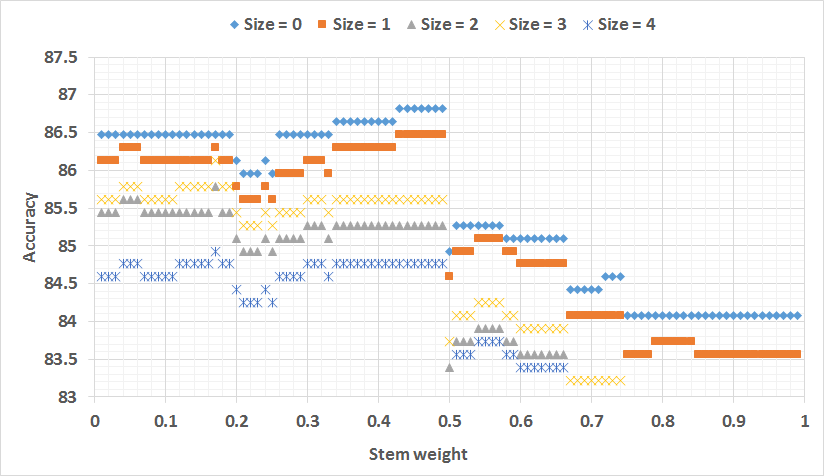 Size = 0 Size = 1 Size = 2 Size = 3 Size = 4
87.5
87
86.5
86
85.5
85
84.5
84
83.5
83
Accuracy
0 0.1 0.2 0.3 0.4 0.5 0.6 0.7 0.8 0.9 1
Stem weight